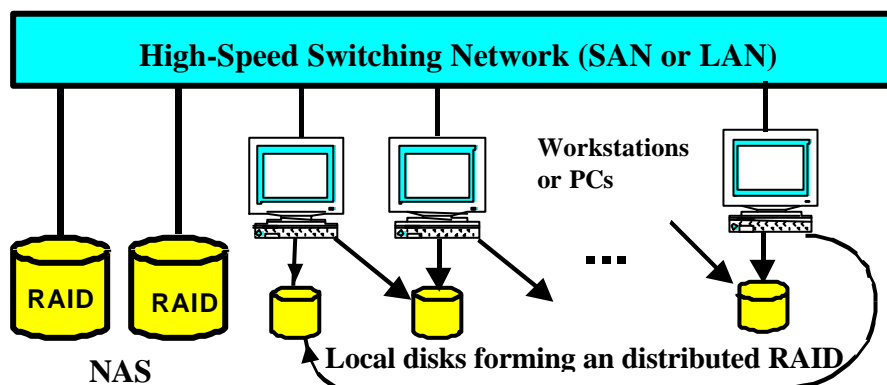 High-Speed Switching Network (SAN or LAN)
Workstations
or PCs
RAID
RAID
...
Local disks forming an distributed RAID
NAS